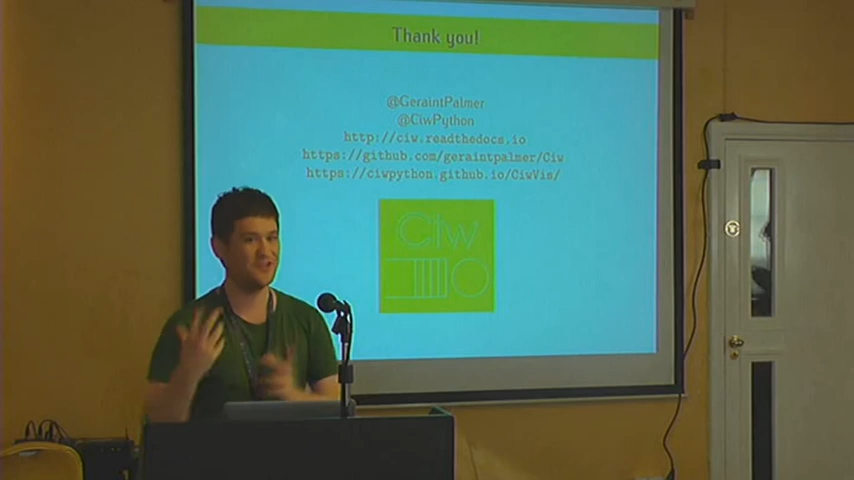 Thank you!
@GeraintPalmer
@CiwPython
http://ciw.readthedocs.io
https://github.com/geraintpalmer/Ciw
https://ciwpython.github.io/CiwVis/
Ciw